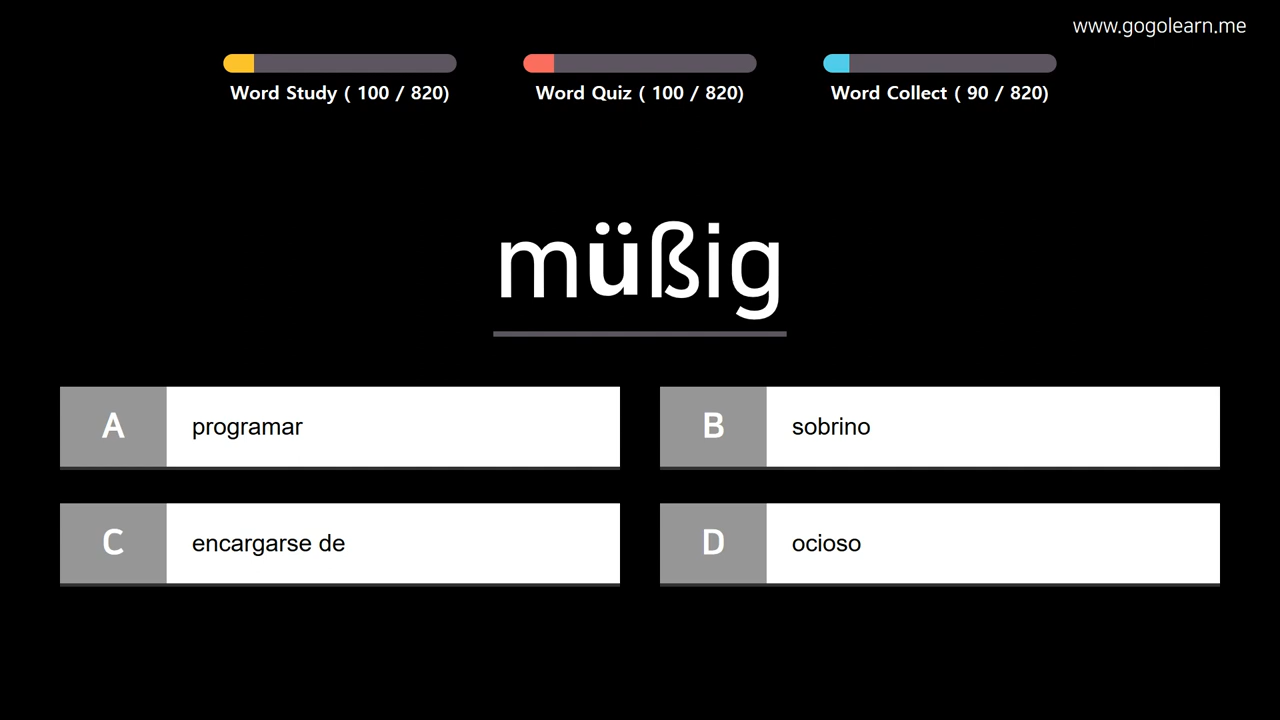 www.gogolearn.me
Word Study ( 100 / 820)
Word Quiz ( 100 / 820)
Word Collect ( 90 / 820)
müßig
A programar
B sobrino
C encargarse de
D ocioso